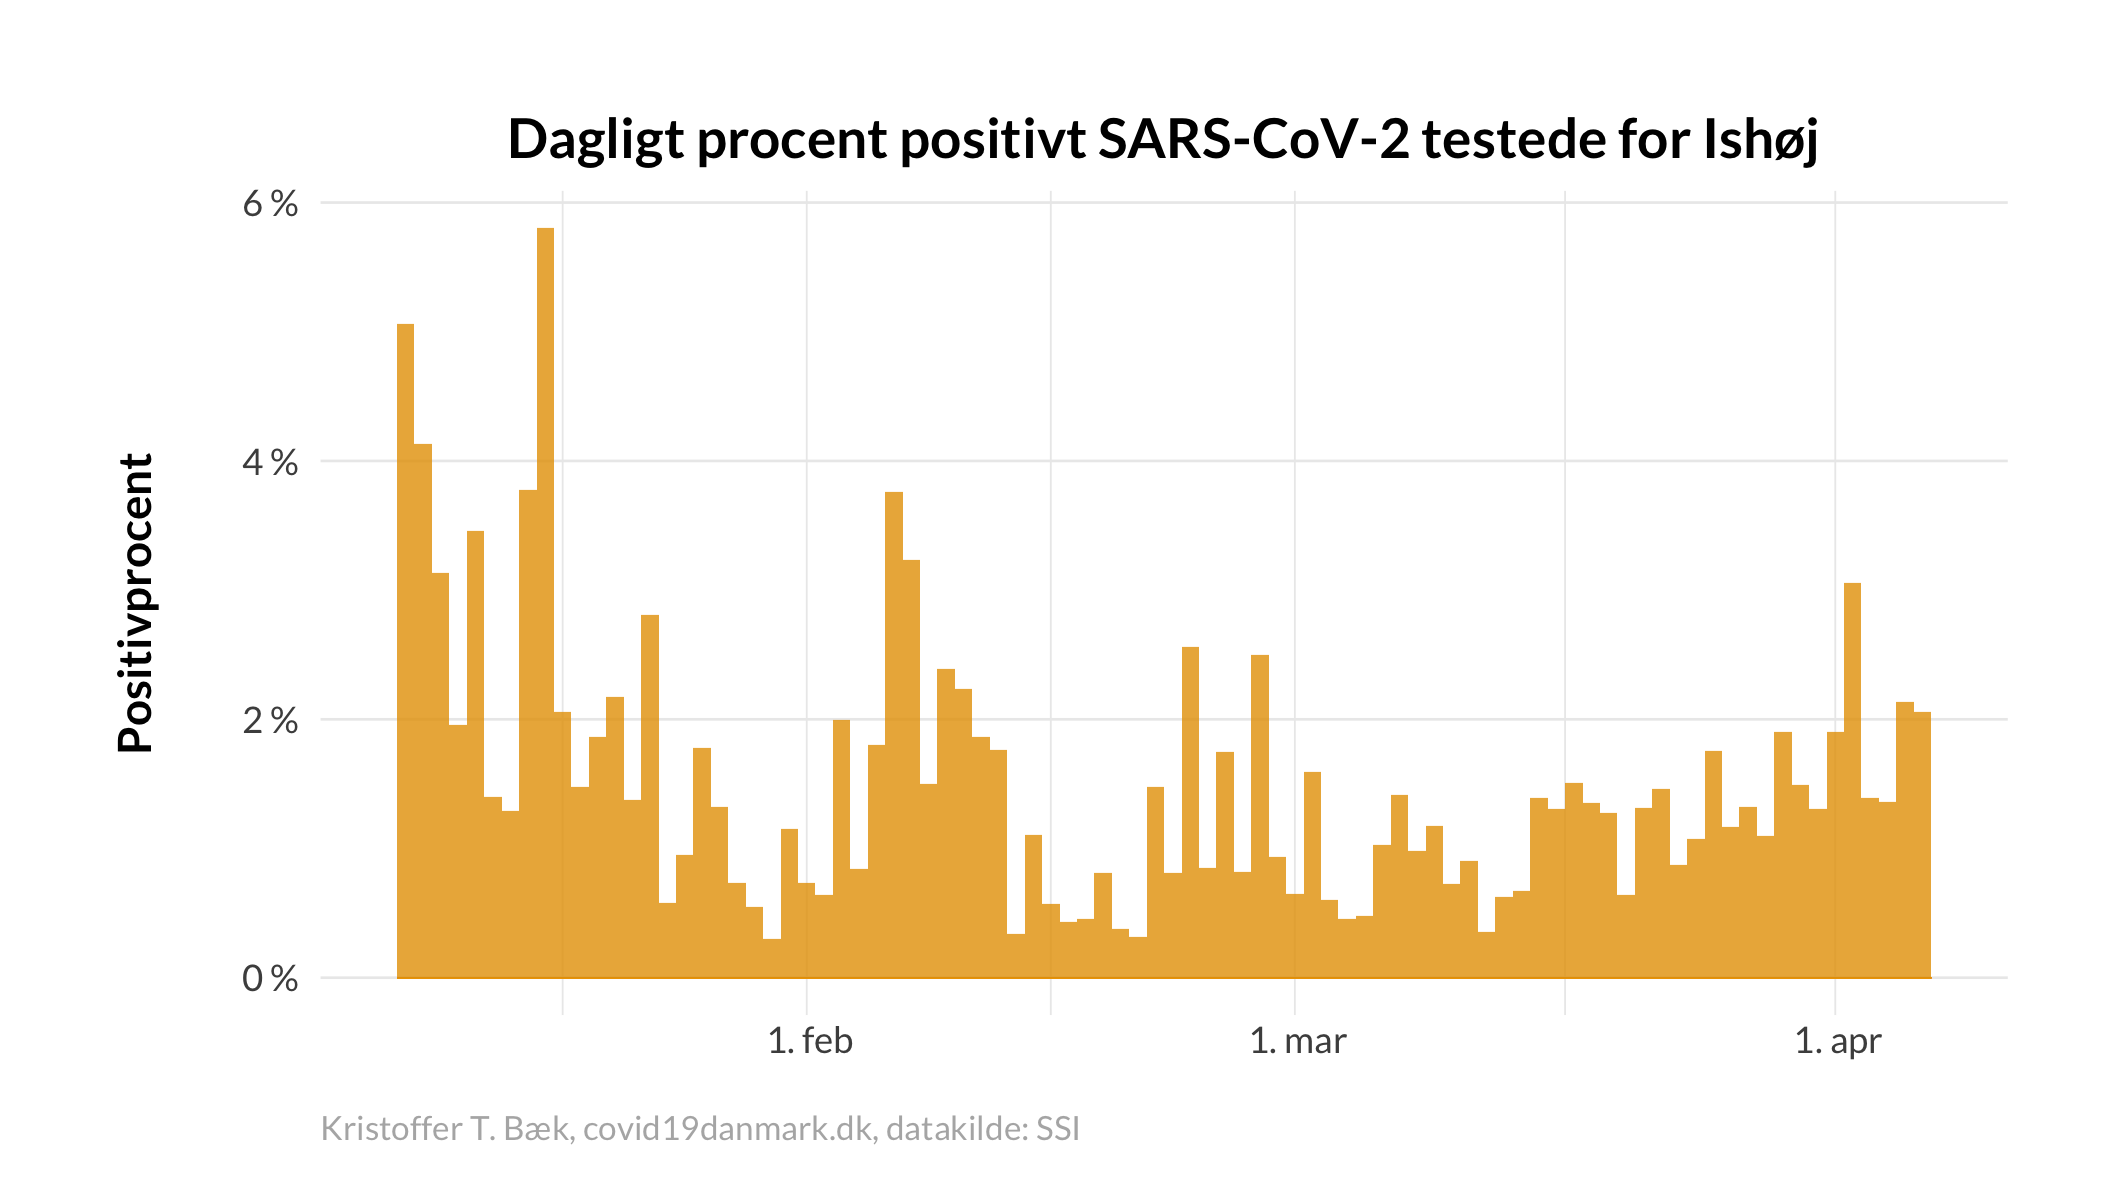 Dagligt procent positivt SARS-CoV-2 testede for Ishøj
Positivprocent
6 %
4 %
2 %
0 %
1. feb
1. mar
1. apr
Kristoffer T. Bæk, covid19danmark.dk, datakilde: SSI